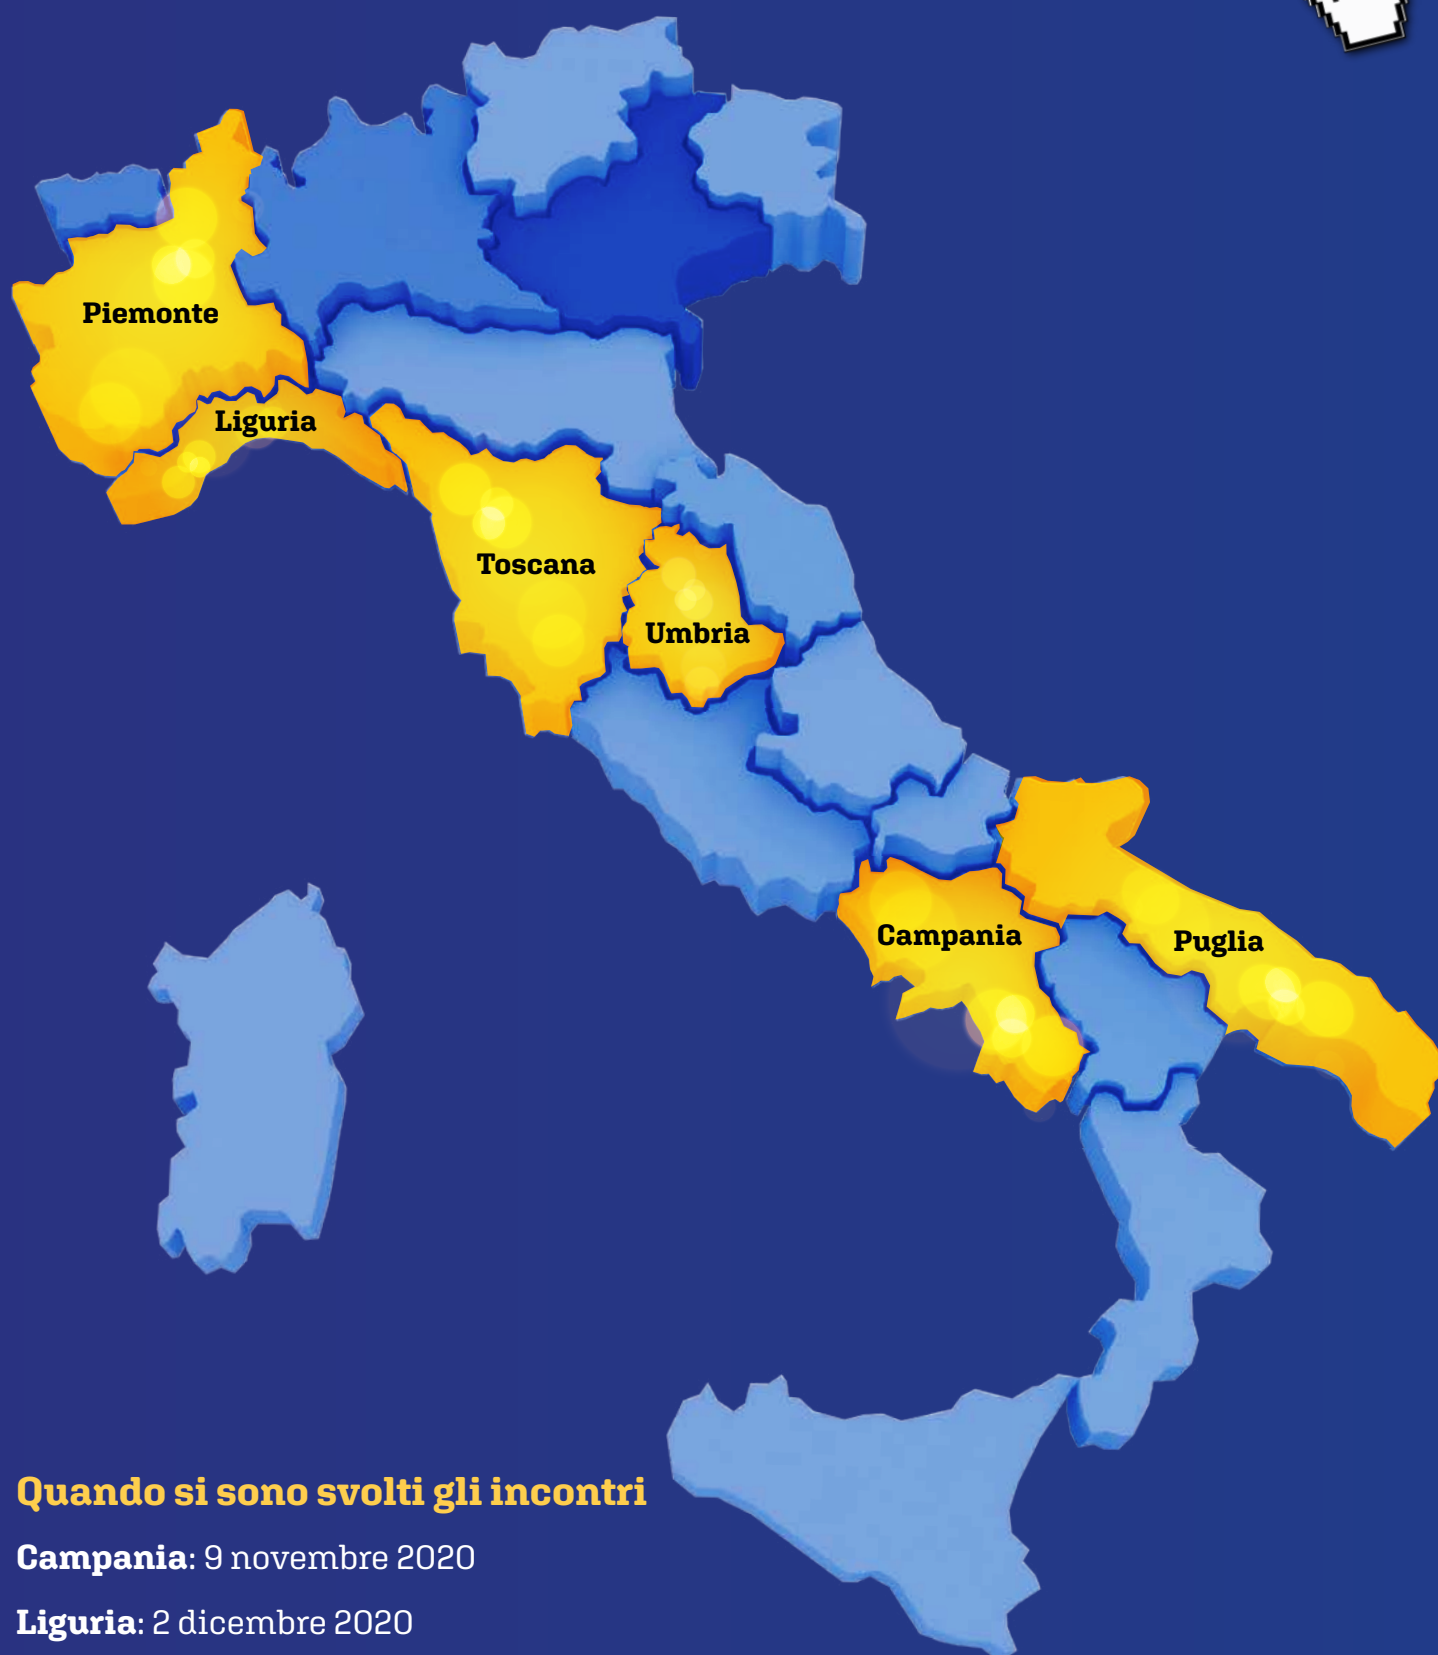 Piemonte
Liguria
Toscana
Umbria
Campania
Puglia
Quando si sono svolti gli incontri
Campania: 9 novembre 2020
Liguria: 2 dicembre 2020